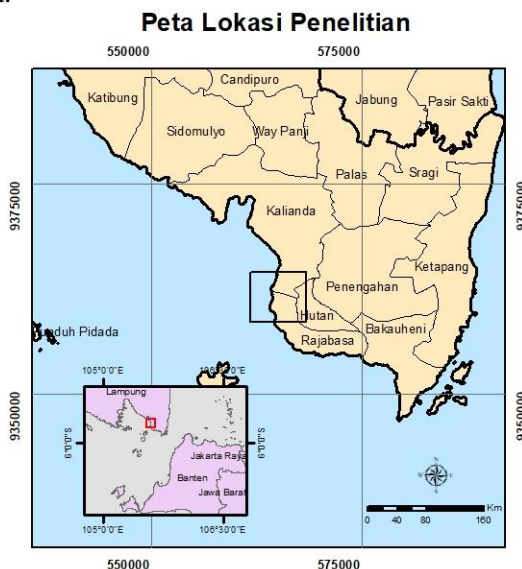 Peta Lokasi Penelitian
550000 575000
Candipuro
Katibung
Jabung
Pasir Sakti
Sidomulyo
Way Panji
Palas
Sragi
9375000
9375000
Kalianda
Ketapang
Penengahan
Hutan
Bakauheni
Rajabasa
Pidada
9350000
9350000
105°0'0"E
Lampung
6°0'0"S
6°0'0"S
Jakarta Raya
Banten
Jawa Barat
105°0'0"E
106°30'0"E
N
Km
0 40 80 160
550000 575000